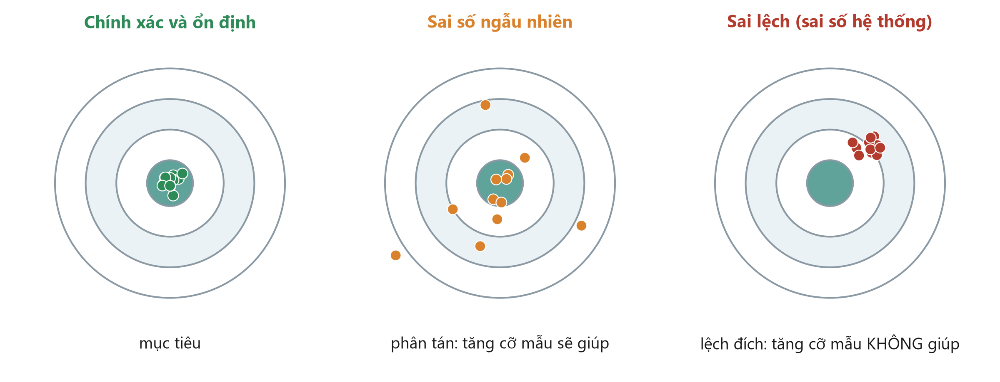 Chính xác và ổn định
Sai số ngẫu nhiên
Sai lệch (sai số hệ thống)
mục tiêu
phân tán: tăng cỡ mẫu sẽ giúp
lệch đích: tăng cỡ mẫu KHÔNG giúp